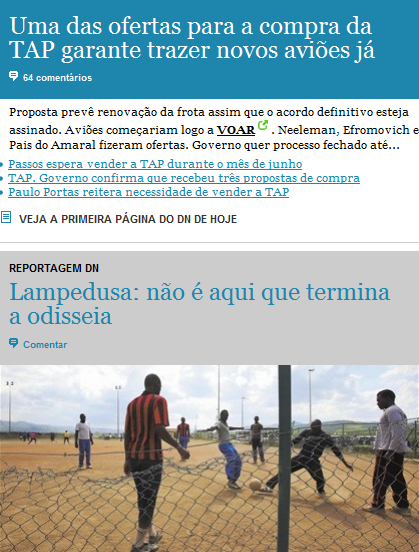 Uma das ofertas para a compra da
TAP garante trazer novos aviões já
64 comentários
Proposta prevê renovação da frota assim que o acordo definitivo esteja
assinado. Aviões começariam logo a VOAR . Neeleman, Efromovich e
Pais do Amaral fizeram ofertas. Governo quer processo fechado até...
Passos espera vender a TAP durante o mês de junho
TAP. Governo confirma que recebeu três propostas de compra
Paulo Portas reitera necessidade de vender a TAP
VEJA A PRIMEIRA PÁGINA DO DN DE HOJE
REPORTAGEM DN
Lampedusa: não é aqui que termina
a odisseia
Comentar